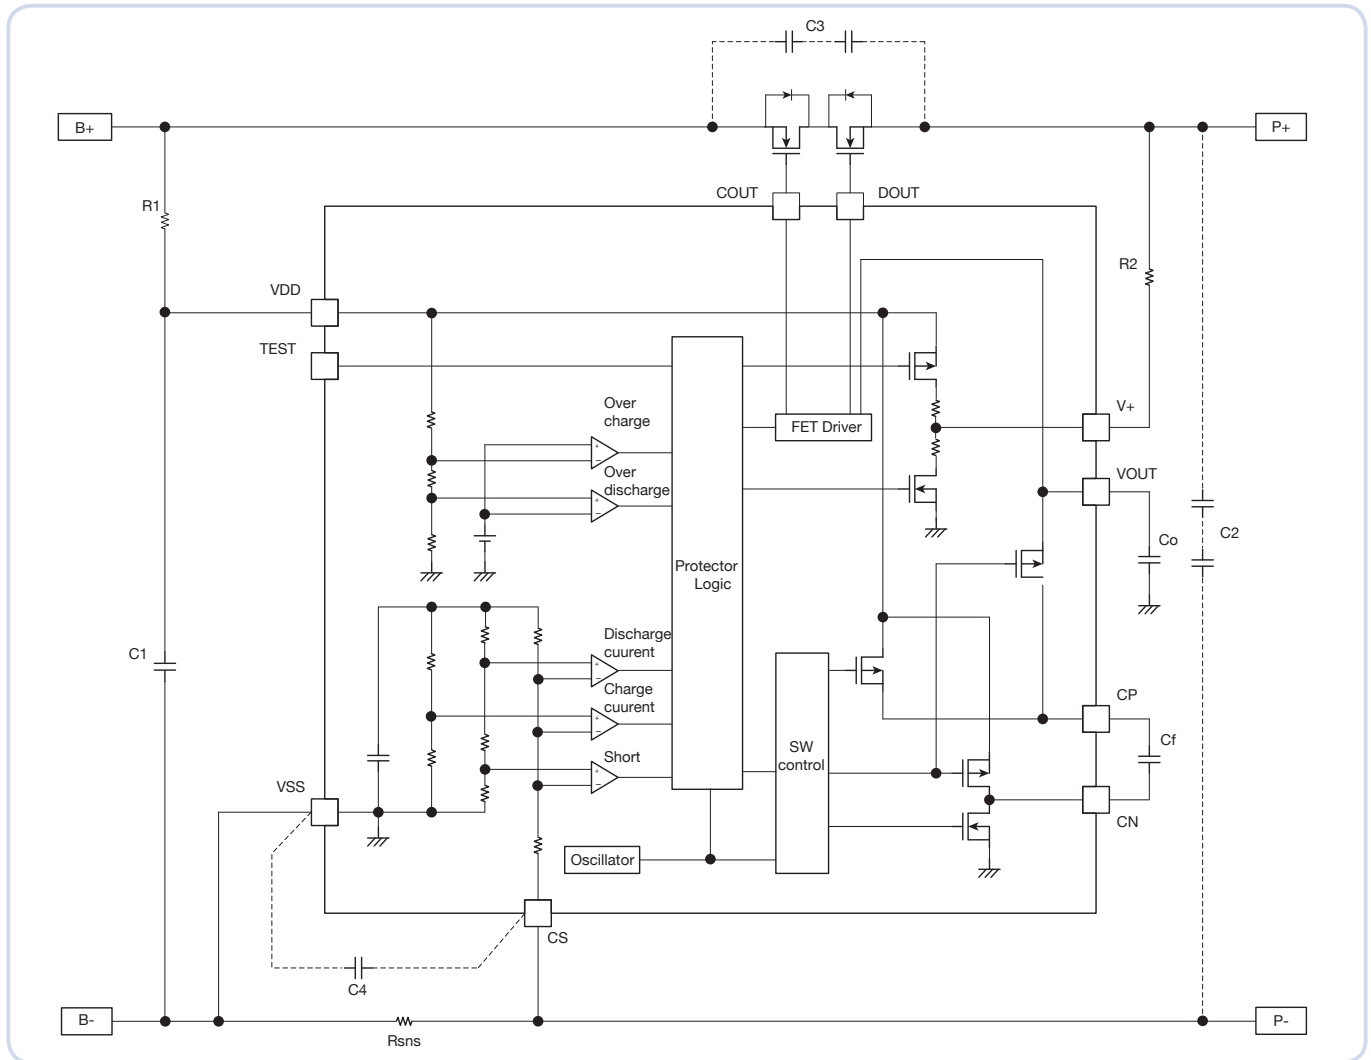 C3
B+
P+
COUT
DOUT
R1
R2
VDD
TEST
V+
Over
charge
FET Driver
Over
discharge
VOUT
Co
C2
Protector
Logic
C1
Discharge
cuurent
Charge
cuurent
CP
Cf
SW
control
Short
VSS
CN
Oscillator
CS
C4
B-
Rsns
P-
+
−
+
−
+
−
+
−
+
−